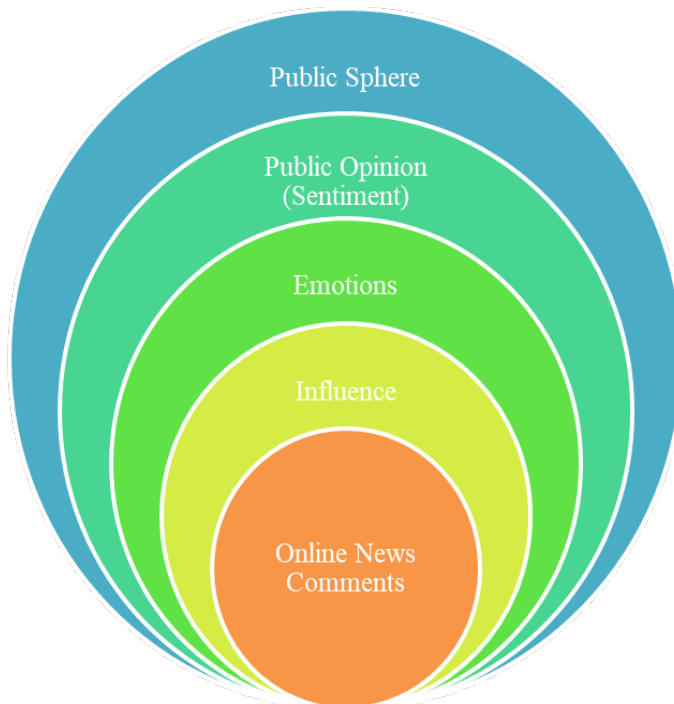 Public Sphere
Public Opinion
(Sentiment)
Emotions
Influence
Online News
Comments